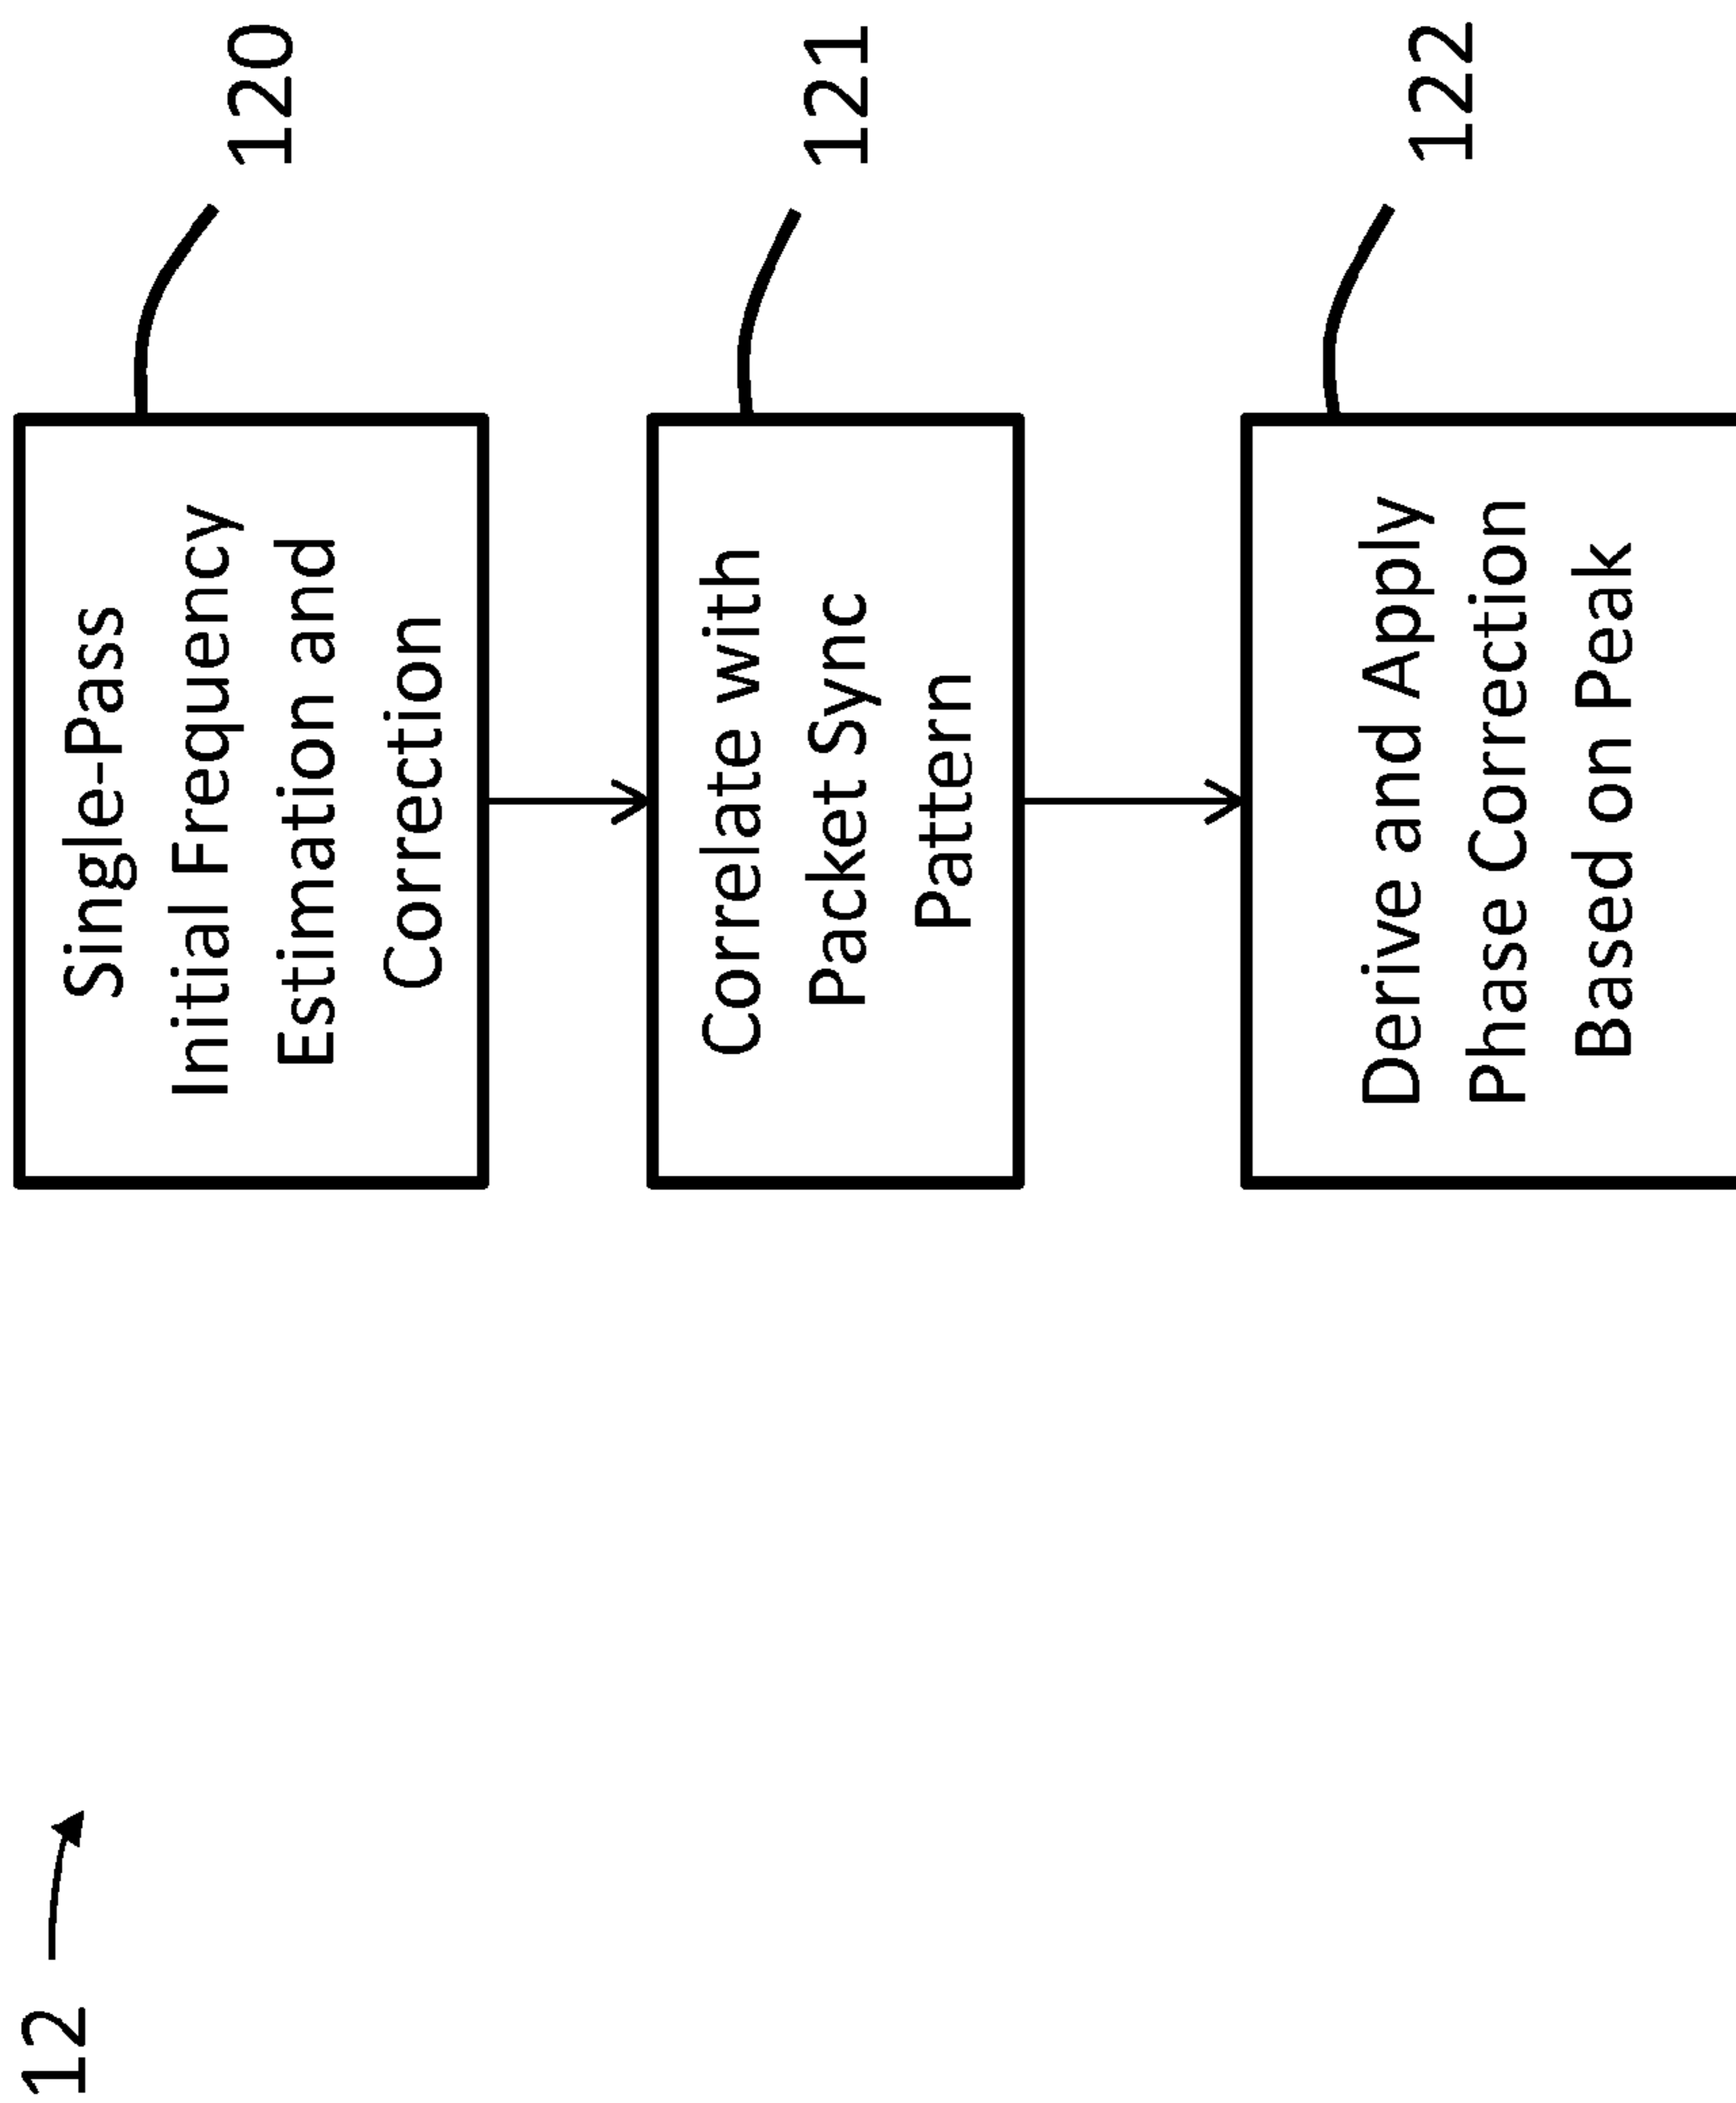 12
Single-Pass
Initial Frequency
Estimation and
Correction
120
Correlate with
Packet Sync
Pattern
121
Derive and Apply
Phase Correction
Based on Peak
122